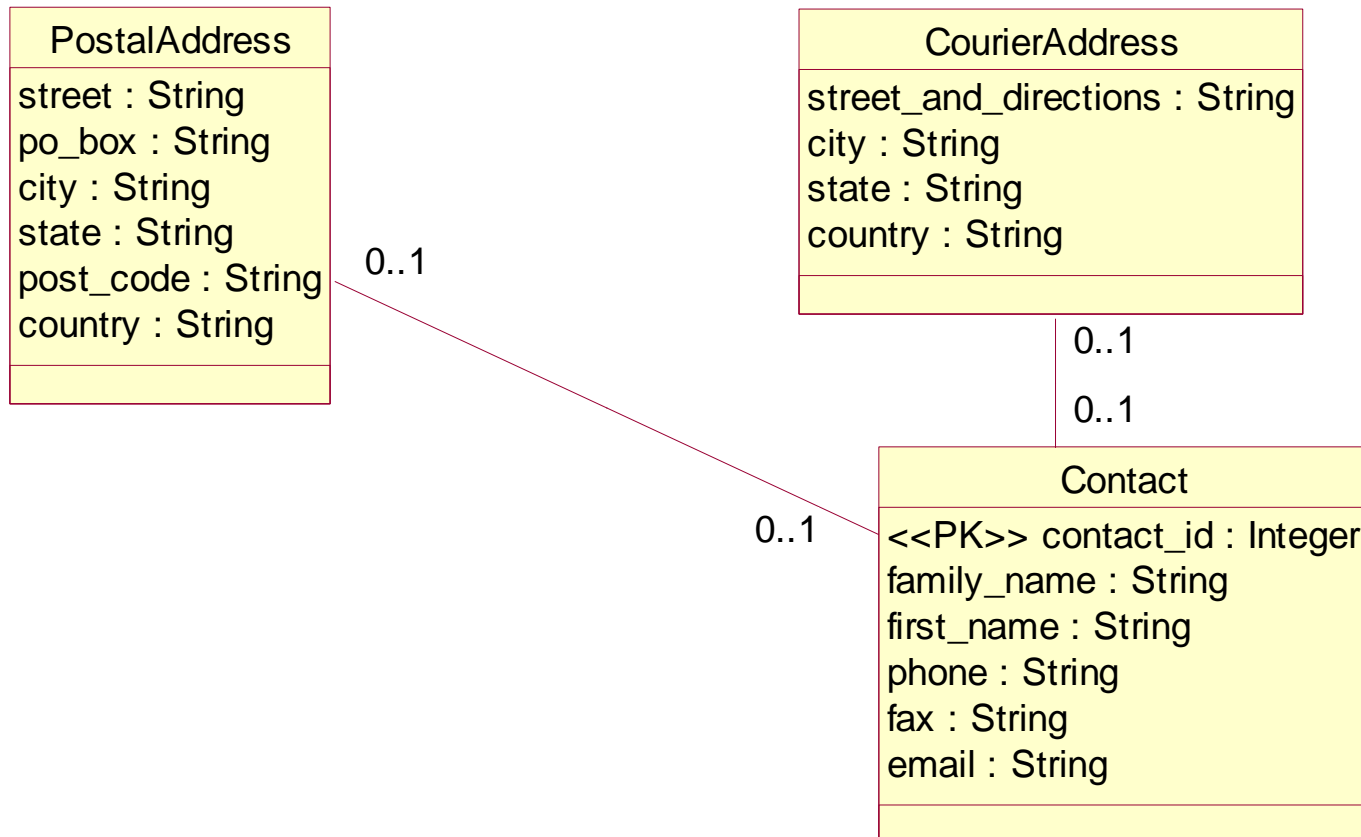 PostalAddress
street : String
po_box : String
city : String
state : String
post_code : String
country : String
0..1
CourierAddress
street_and_directions : String
city : String
state : String
country : String
0..1
0..1
0..1
Contact
<<PK>> contact_id : Integer
family_name : String
first_name : String
phone : String
fax : String
email : String